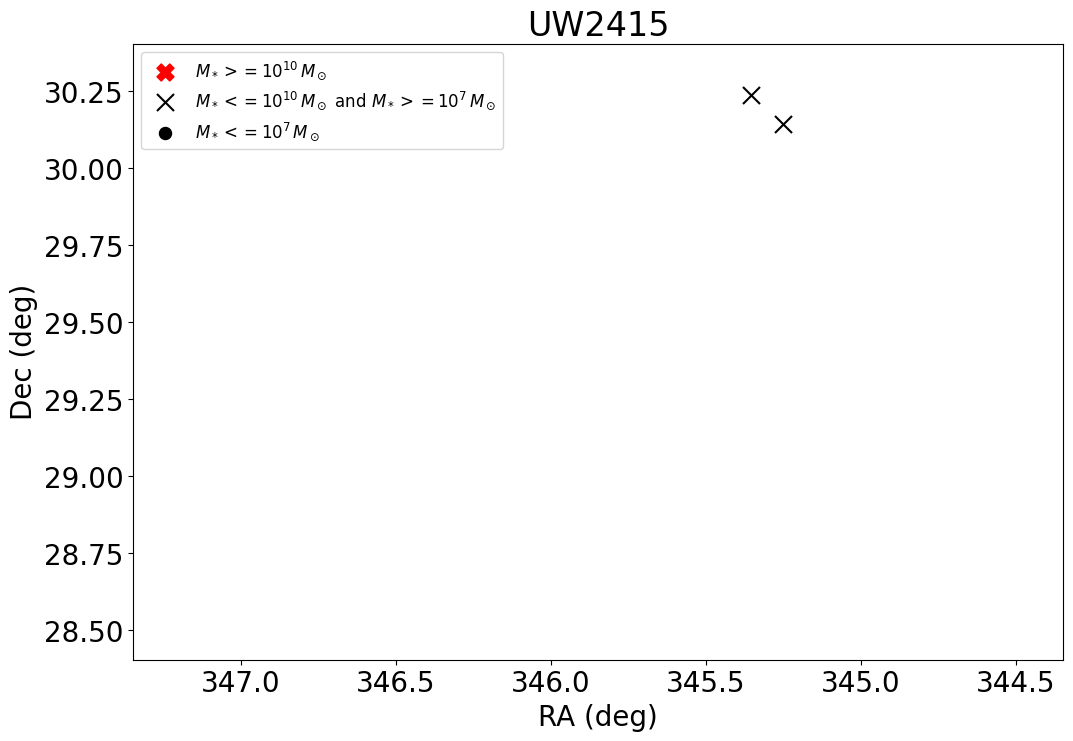 UW2415
M* >= 10^10 M⊙
M* <= 10^10 M⊙ and M* >= 10^7 M⊙
M* <= 10^7 M⊙
30.25
30.00
29.75
29.50
29.25
29.00
28.75
28.50
Dec (deg)
347.0 346.5 346.0 345.5 345.0 344.5
RA (deg)